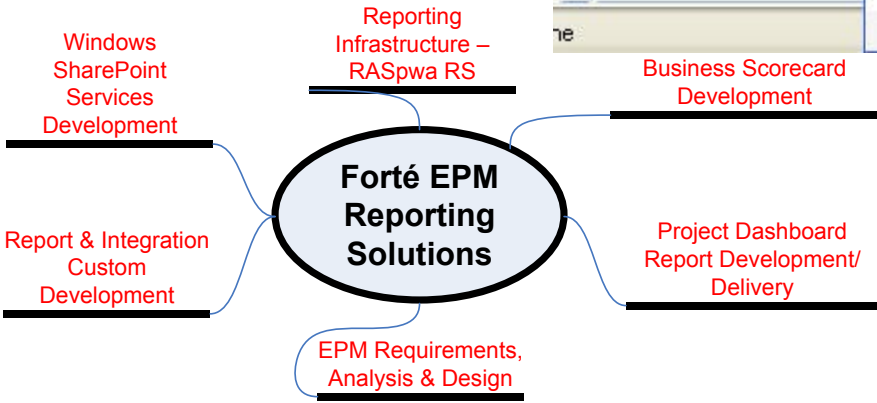 Reporting
Infrastructure –
RASpwa RS
Windows
SharePoint
Services
Development
Business Scorecard
Development
Forté EPM
Reporting
Solutions
Report & Integration
Custom
Development
Project Dashboard
Report Development/
Delivery
EPM Requirements,
Analysis & Design